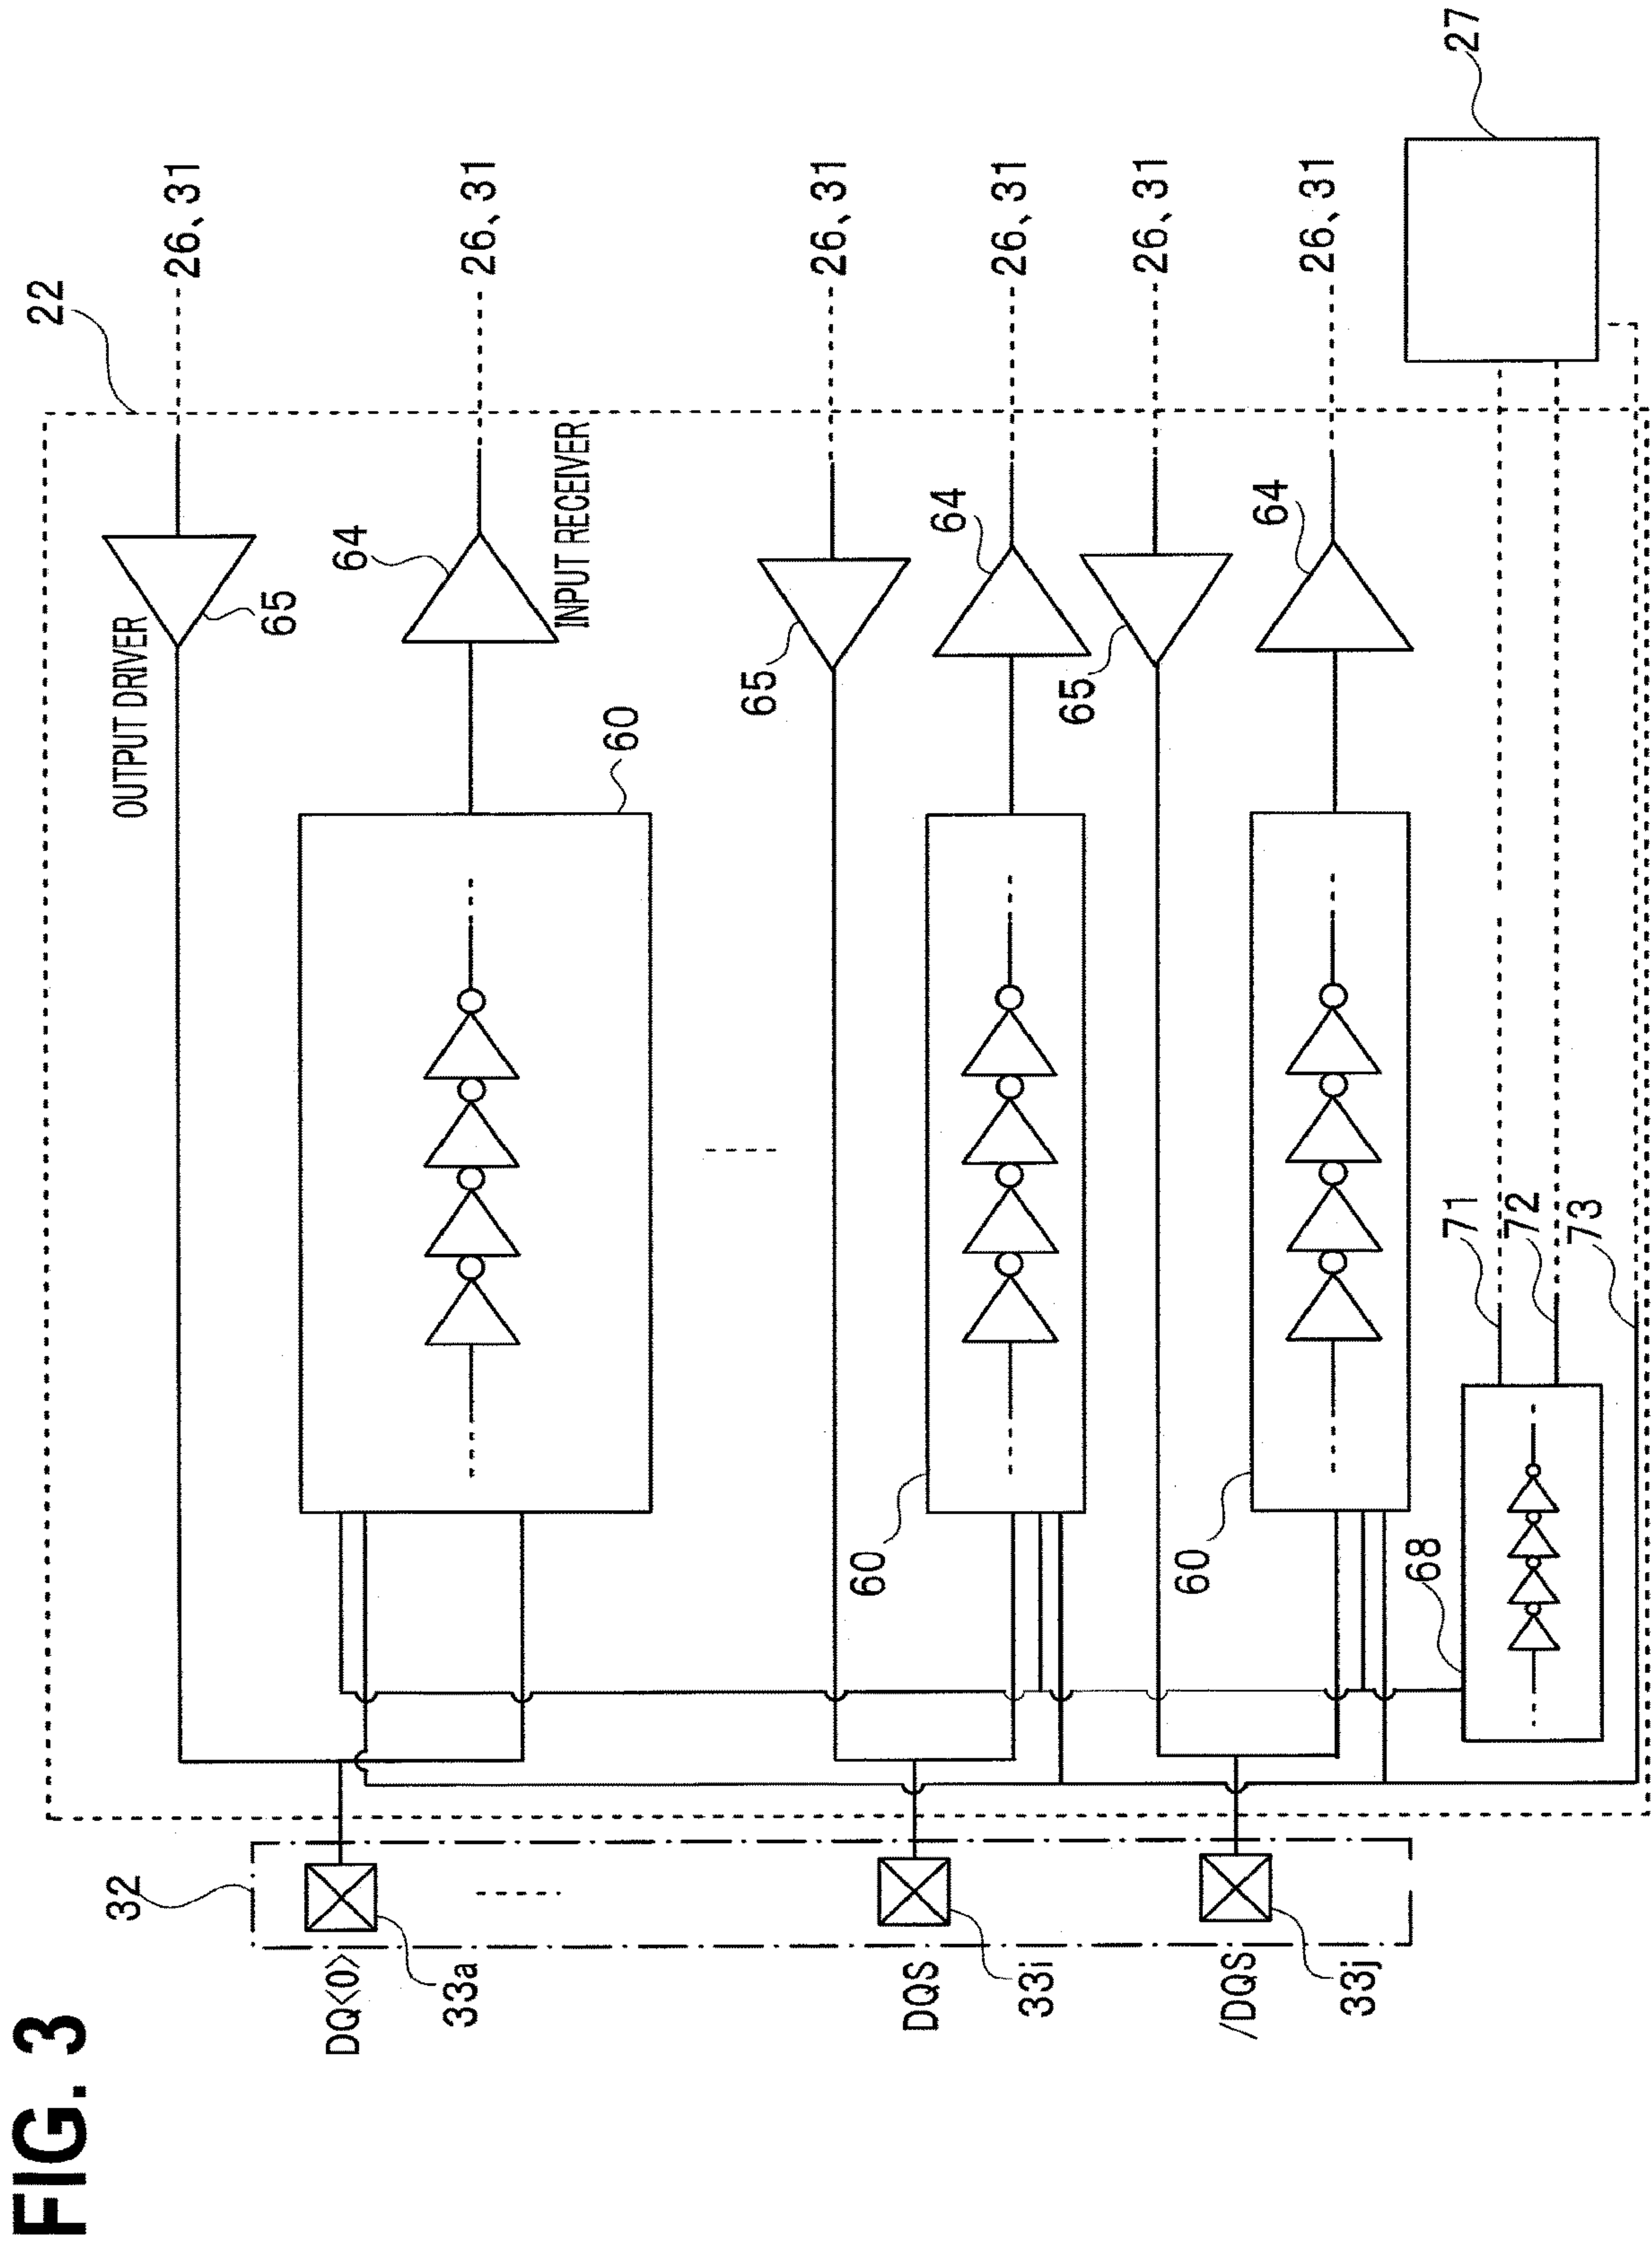 FIG. 3
22
OUTPUT DRIVER
65
26、31
32
DQ<0>
33a
60
64
INPUT RECEIVER
26、31
65
26、31
DQS
33i
60
64
26、31
65
26、31
/DQS
33j
60
64
26、31
68
71
72
73
27